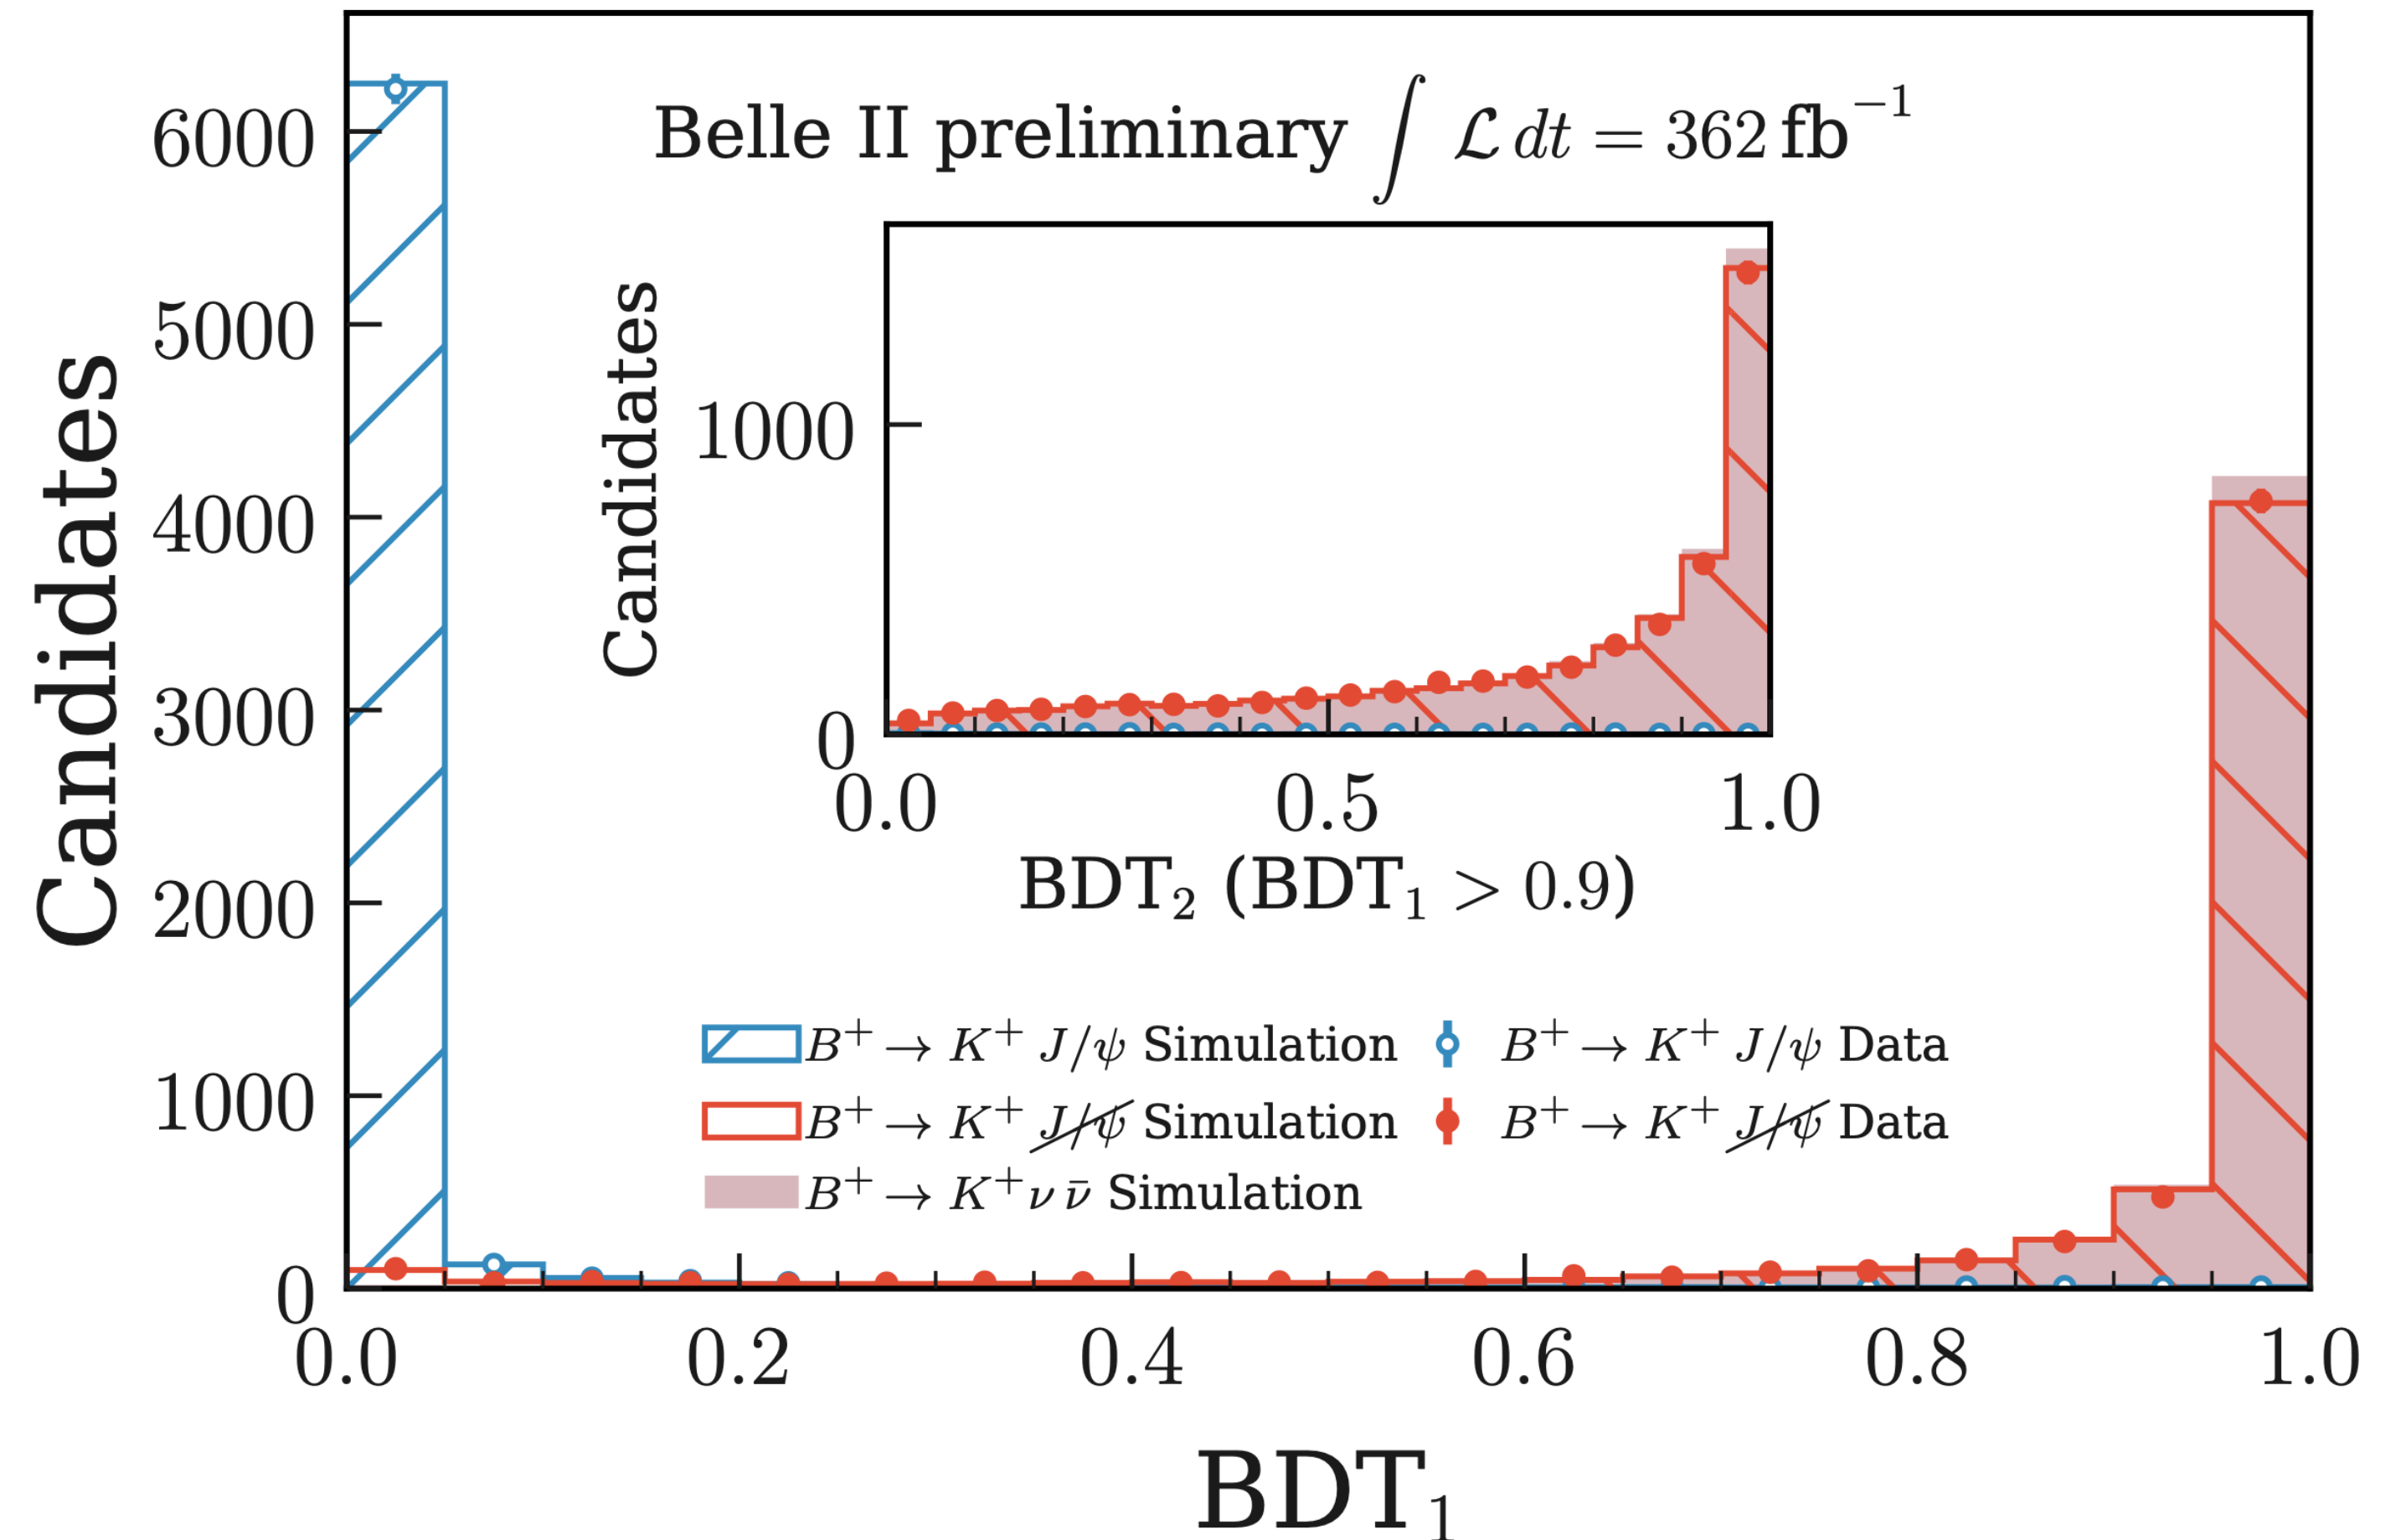 Belle II preliminary ∫ ℒ dt = 362 fb⁻¹
Candidates
6000
5000
4000
3000
2000
1000
0
Candidates
1000
0
0.0 0.5 1.0
BDT₂ (BDT₁ > 0.9)
B⁺ → K⁺ J/ψ Simulation
B⁺ → K⁺ J̸/̸ψ̸ Simulation
B⁺ → K⁺ν ν̄ Simulation
B⁺ → K⁺ J/ψ Data
B⁺ → K⁺ J̸/̸ψ̸ Data
0.0 0.2 0.4 0.6 0.8 1.0
BDT₁